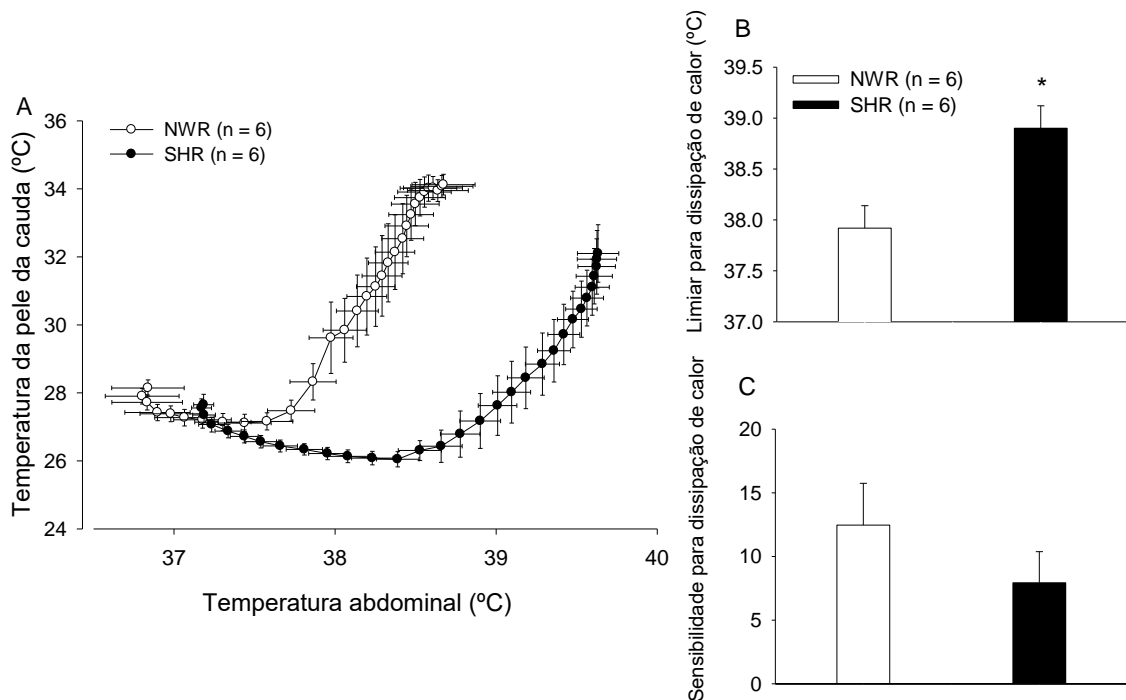 A
Temperatura da pele da cauda (ºC)
36
34
32
30
28
26
24
NWR (n = 6)
SHR (n = 6)
37
38
39
40
Temperatura abdominal (ºC)
B
Limiar para dissipação de calor (ºC)
39.5
39.0
38.5
38.0
37.5
37.0
NWR (n = 6)
SHR (n = 6)
*
C
Sensibilidade para dissipação de calor
20
15
10
5
0